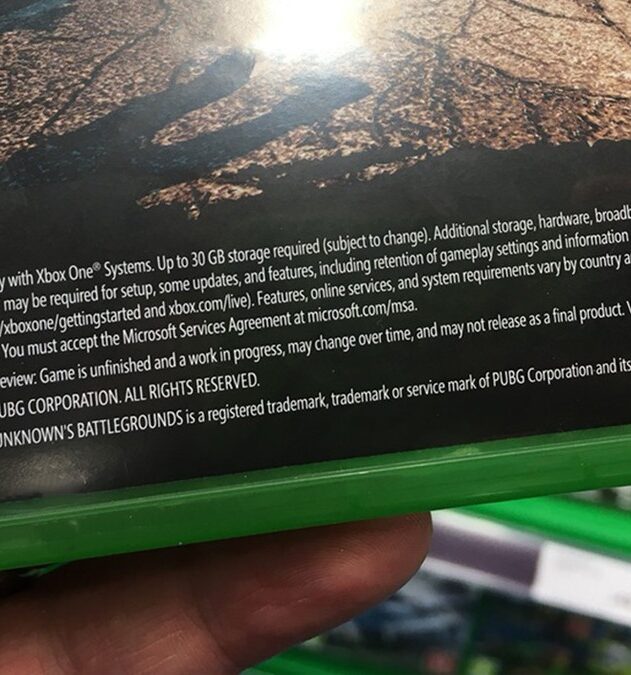 y with Xbox One® Systems. Up to 30 GB storage required (subject to change). Additional storage, hardware, broadb
may be required for setup, some updates, and features, including retention of gameplay settings and information
/xboxone/gettingstarted and xbox.com/live). Features, online services, and system requirements vary by country a
You must accept the Microsoft Services Agreement at microsoft.com/msa.
eview: Game is unfinished and a work in progress, may change over time, and may not release as a final product. V
UBG CORPORATION. ALL RIGHTS RESERVED.
UNKNOWN'S BATTLEGROUNDS is a registered trademark, trademark or service mark of PUBG Corporation and its